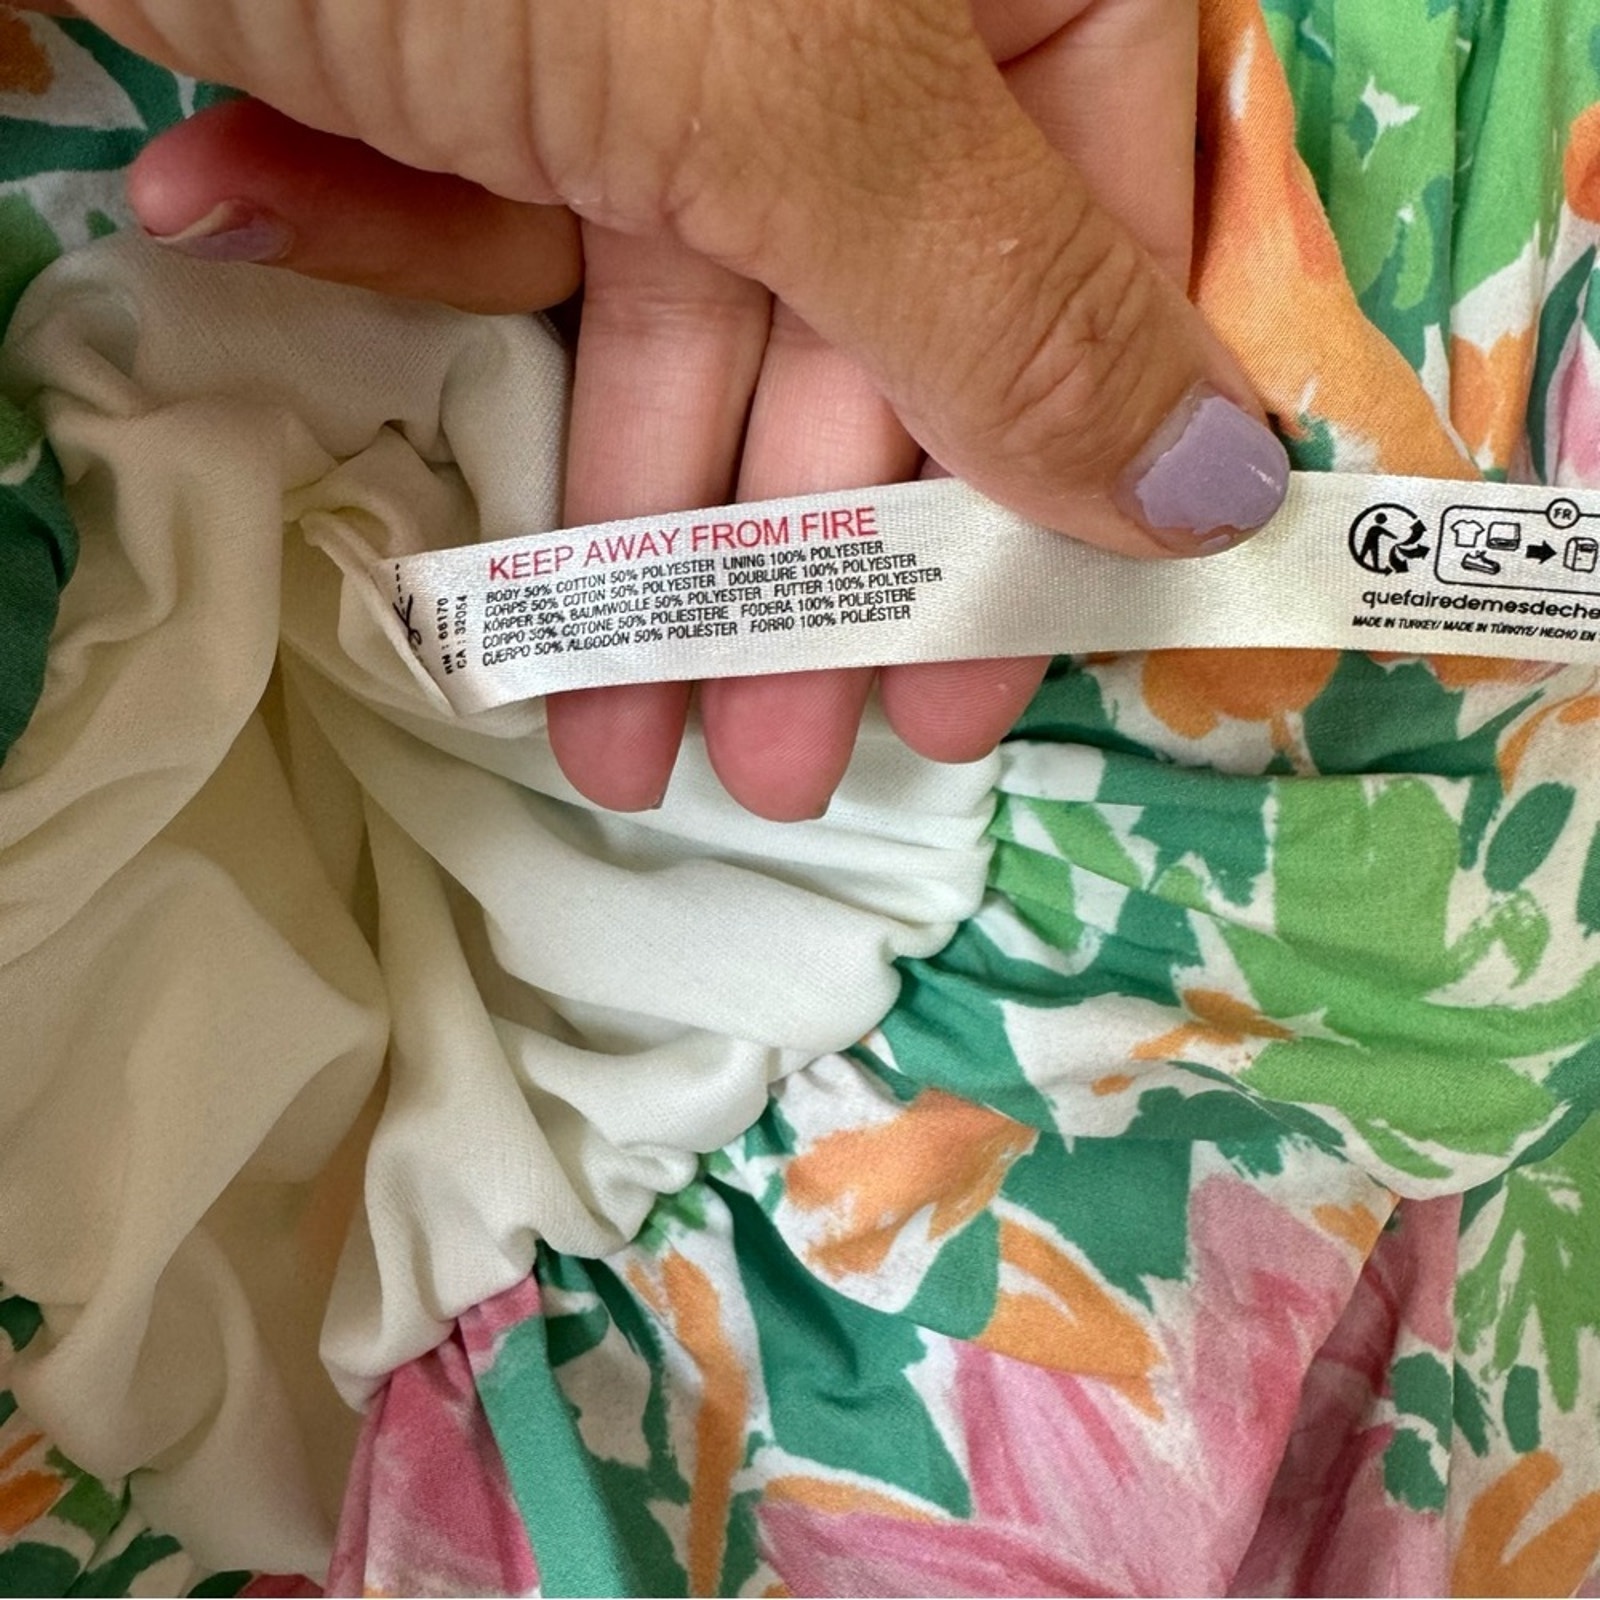 KEEP AWAY FROM FIRE
BODY 50% COTTON 50% POLYESTER LINING 100% POLYESTER
CORPS 50% COTON 50% POLYESTER DOUBLURE 100% POLYESTER
KÖRPER 50% BAUMWOLLE 50% POLYESTER FUTTER 100% POLYESTER
CORPO 50% COTONE 50% POLIESTERE FODERA 100% POLIESTERE
CUERPO 50% ALGODÓN 50% POLIÉSTER FORRO 100% POLIÉSTER
RN : 66170
CA : 32054
FR
quefairedemesdeche
MADE IN TURKEY/ MADE IN TÜRKIYE/ HECHO EN